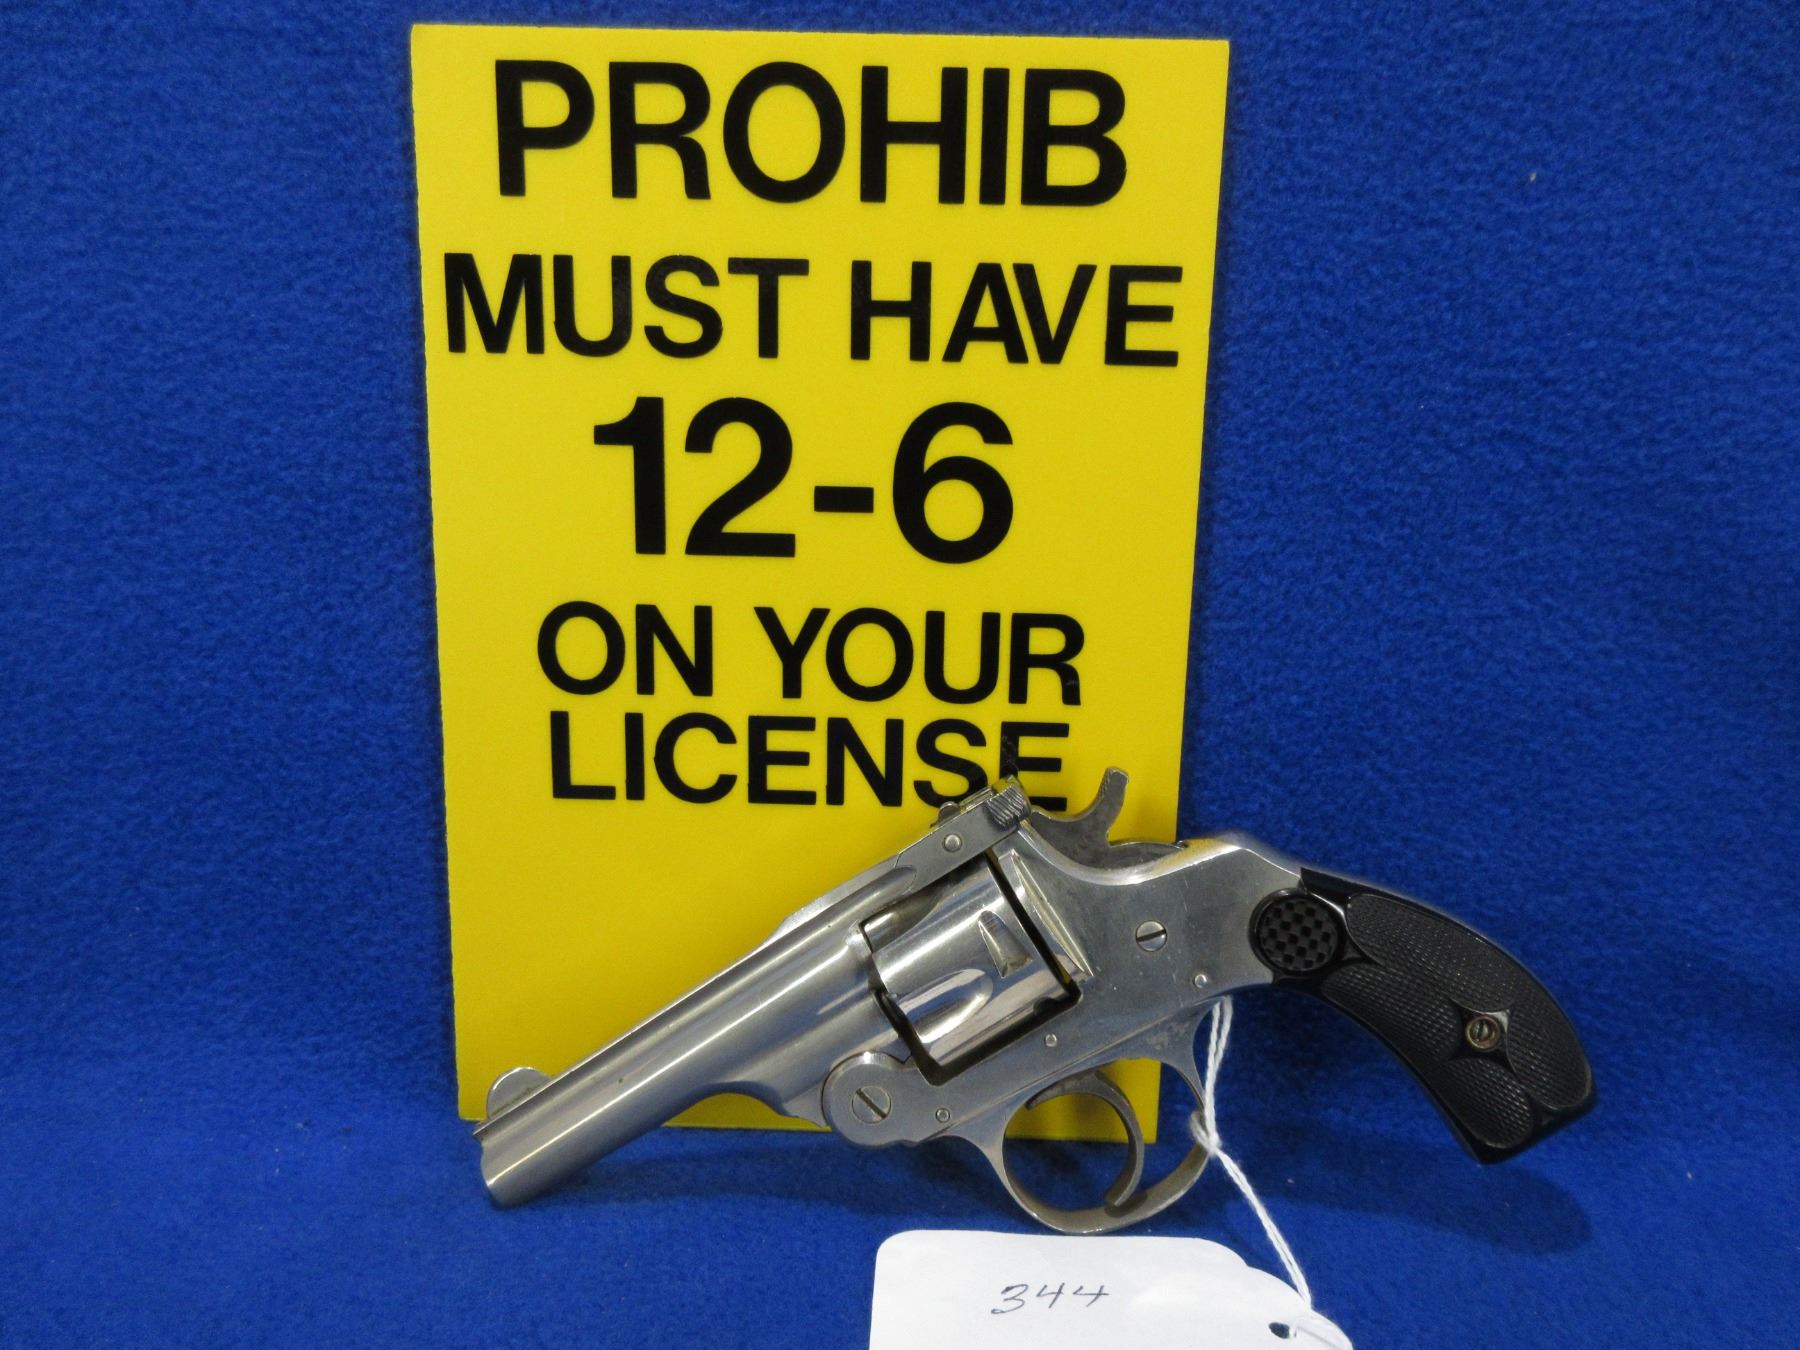 PROHIB
MUST HAVE
12-6
ON YOUR
LICENSE
344